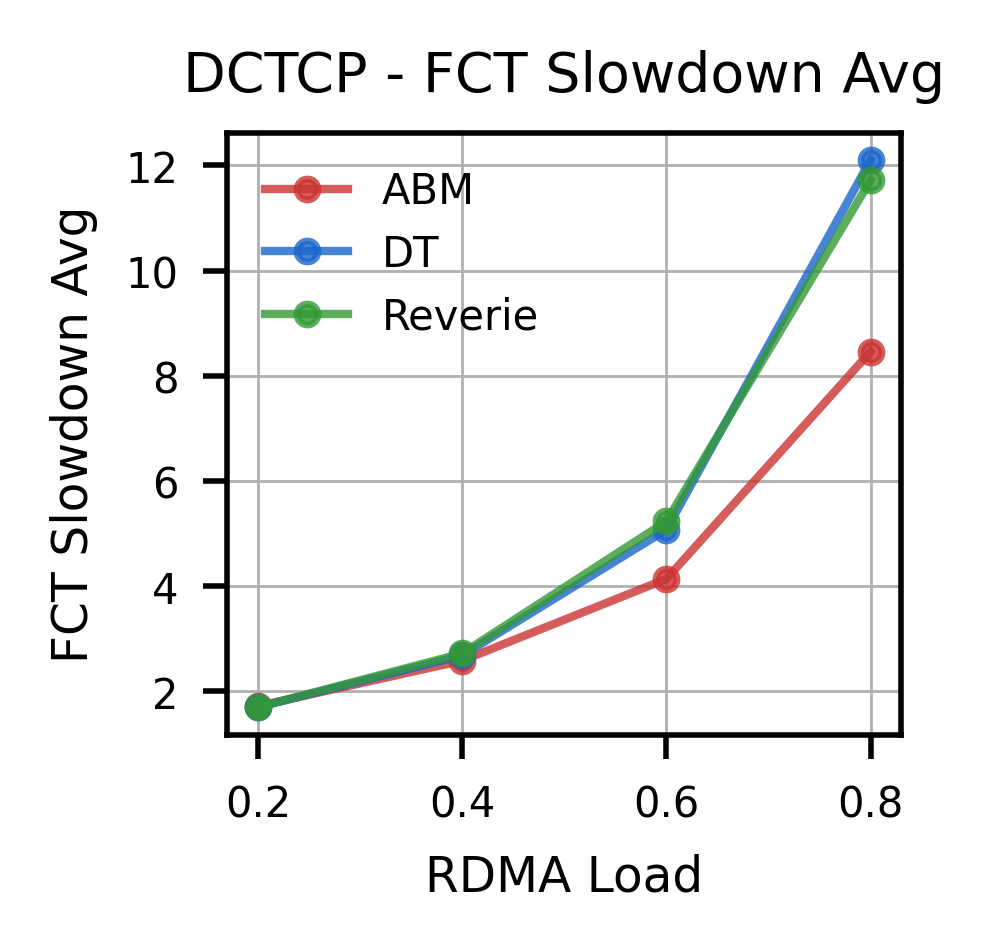 DCTCP - FCT Slowdown Avg
FCT Slowdown Avg
12
10
8
6
4
2
ABM
DT
Reverie
0.2 0.4 0.6 0.8
RDMA Load